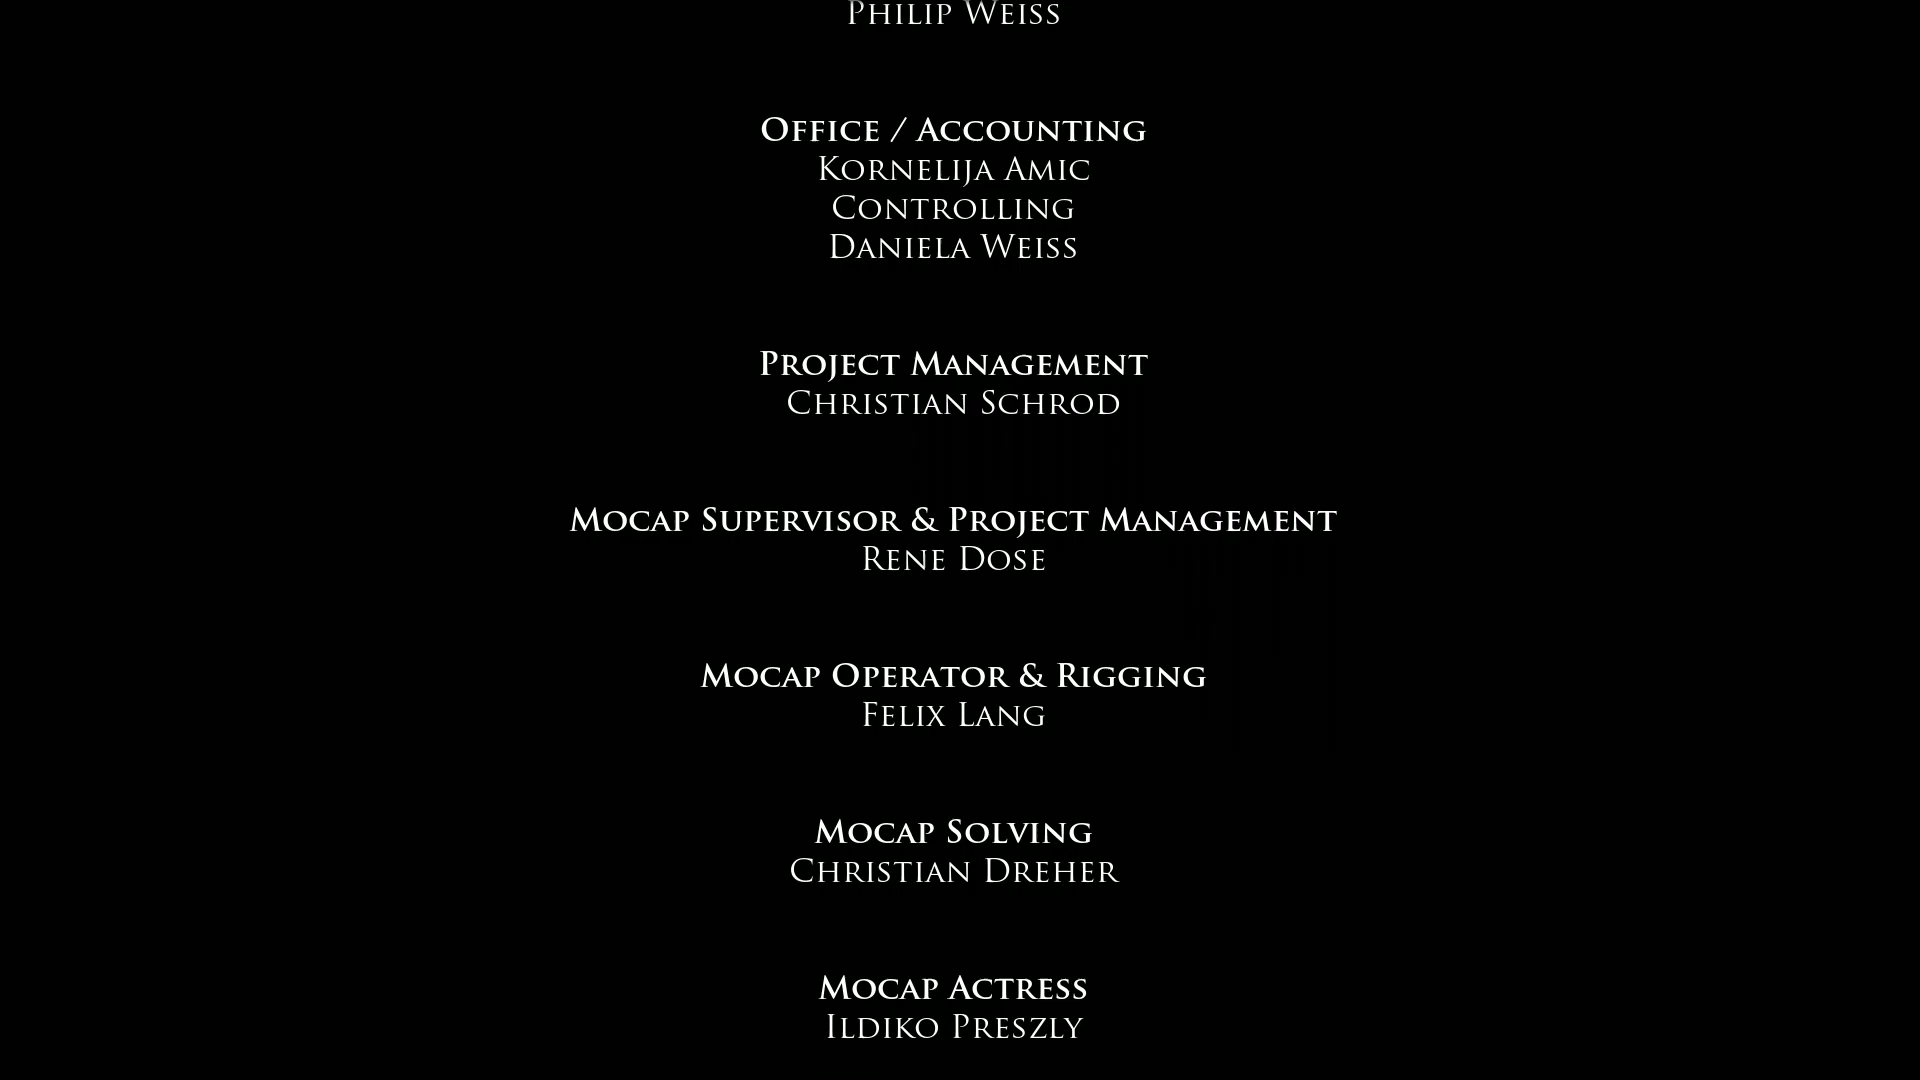 Philip Weiss
Office / Accounting
Kornelija Amic
Controlling
Daniela Weiss
Project Management
Christian Schrod
Mocap Supervisor & Project Management
Rene Dose
Mocap Operator & Rigging
Felix Lang
Mocap Solving
Christian Dreher
Mocap Actress
Ildiko Preszly